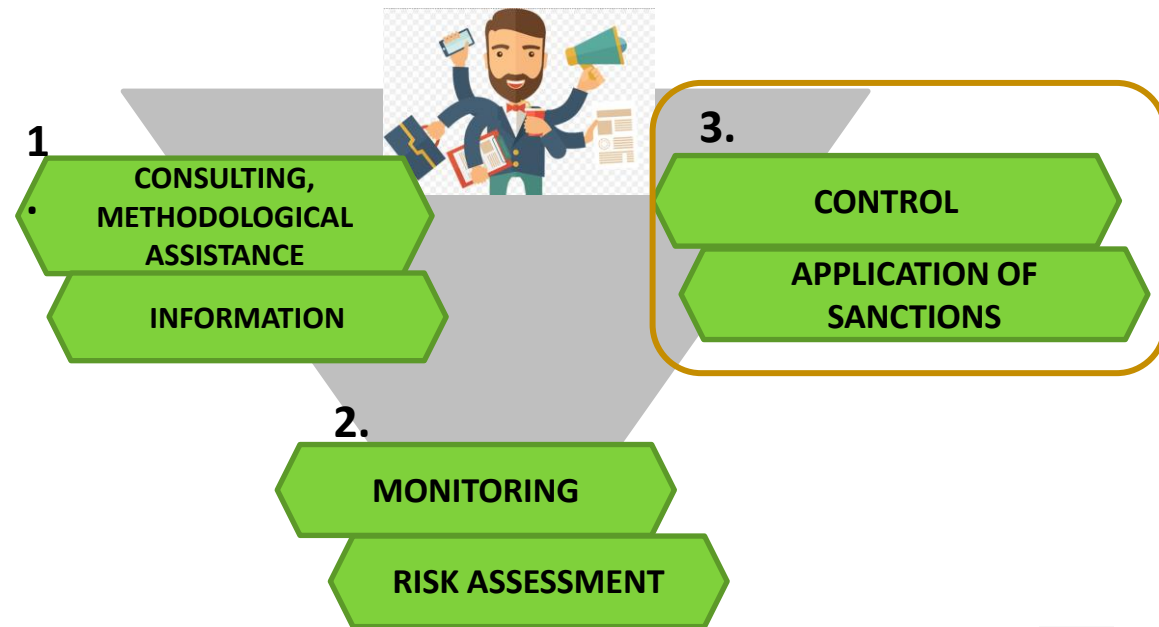 1
.
CONSULTING,
METHODOLOGICAL
ASSISTANCE
INFORMATION
2.
MONITORING
RISK ASSESSMENT
3.
CONTROL
APPLICATION OF
SANCTIONS